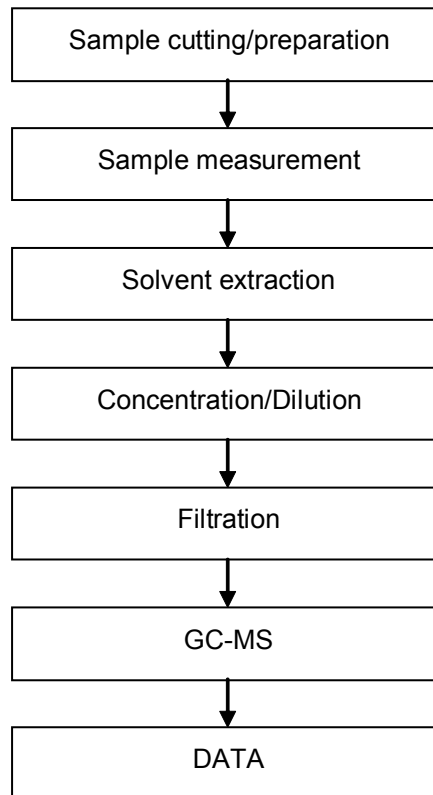 Sample cutting/preparation
Sample measurement
Solvent extraction
Concentration/Dilution
Filtration
GC-MS
DATA